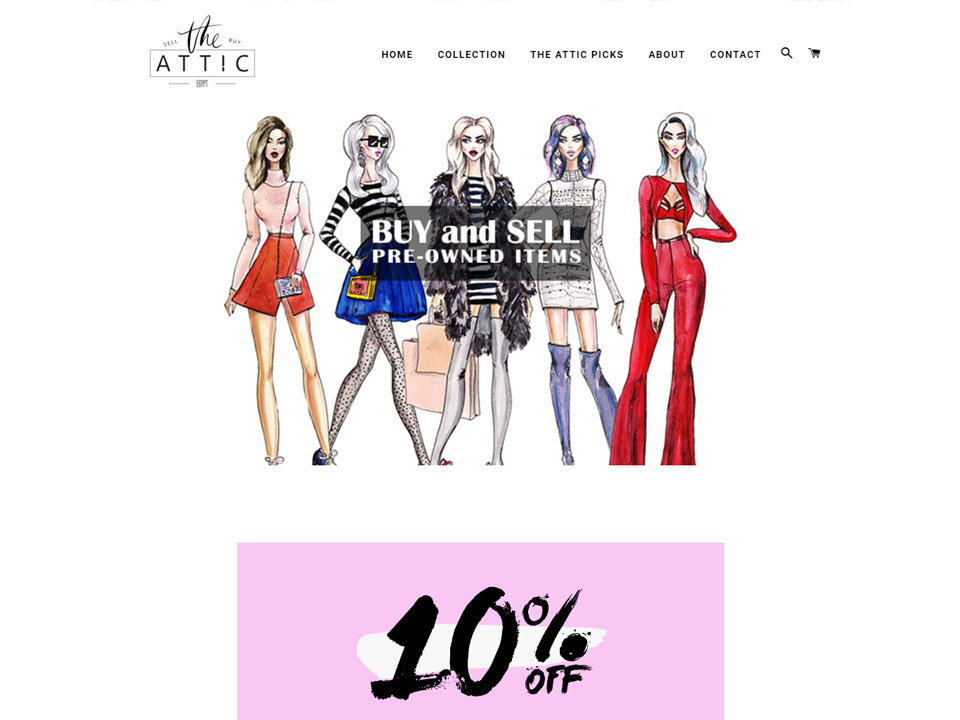 SELL the BUY
ATT!C
EGYPT
HOME COLLECTION THE ATTIC PICKS ABOUT CONTACT
BUY and SELL
PRE-OWNED ITEMS
10%
OFF